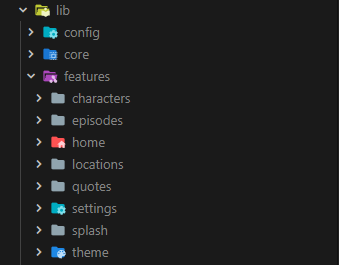 lib
config
core
features
characters
episodes
home
locations
quotes
settings
splash
theme